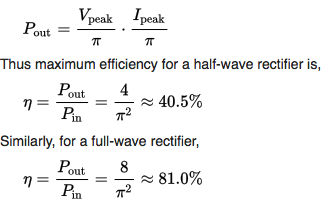 P_out = V_peak / π · I_peak / π
Thus maximum efficiency for a half-wave rectifier is,
η = P_out / P_in = 4 / π² ≈ 40.5%
Similarly, for a full-wave rectifier,
η = P_out / P_in = 8 / π² ≈ 81.0%